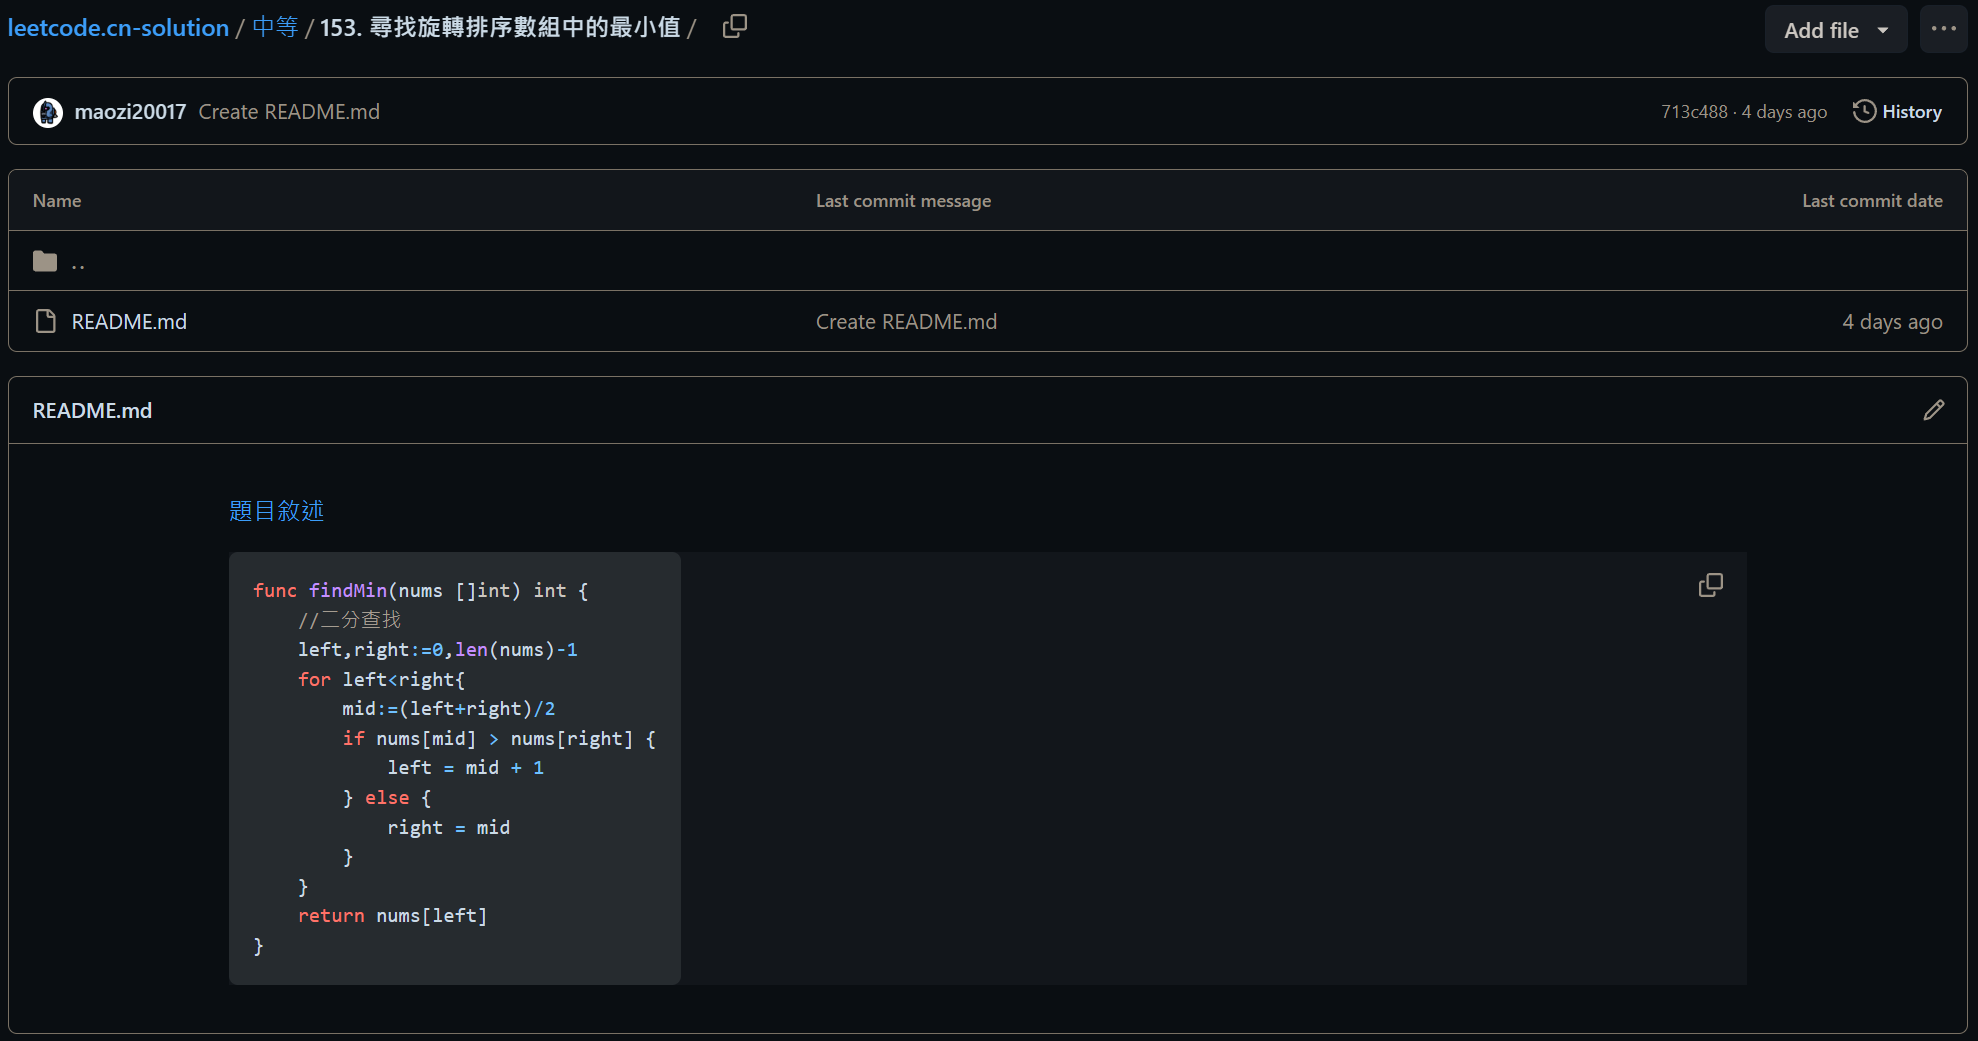 leetcode.cn-solution / 中等 / 153. 尋找旋轉排序數組中的最小值 /
Add file
maozi20017 Create README.md 713c488 · 4 days ago History
Name Last commit message Last commit date
..
README.md Create README.md 4 days ago
README.md
題目敘述
func findMin(nums []int) int {
    //二分查找
    left,right:=0,len(nums)-1
    for left<right{
        mid:=(left+right)/2
        if nums[mid] > nums[right] {
            left = mid + 1
        } else {
            right = mid
        }
    }
    return nums[left]
}